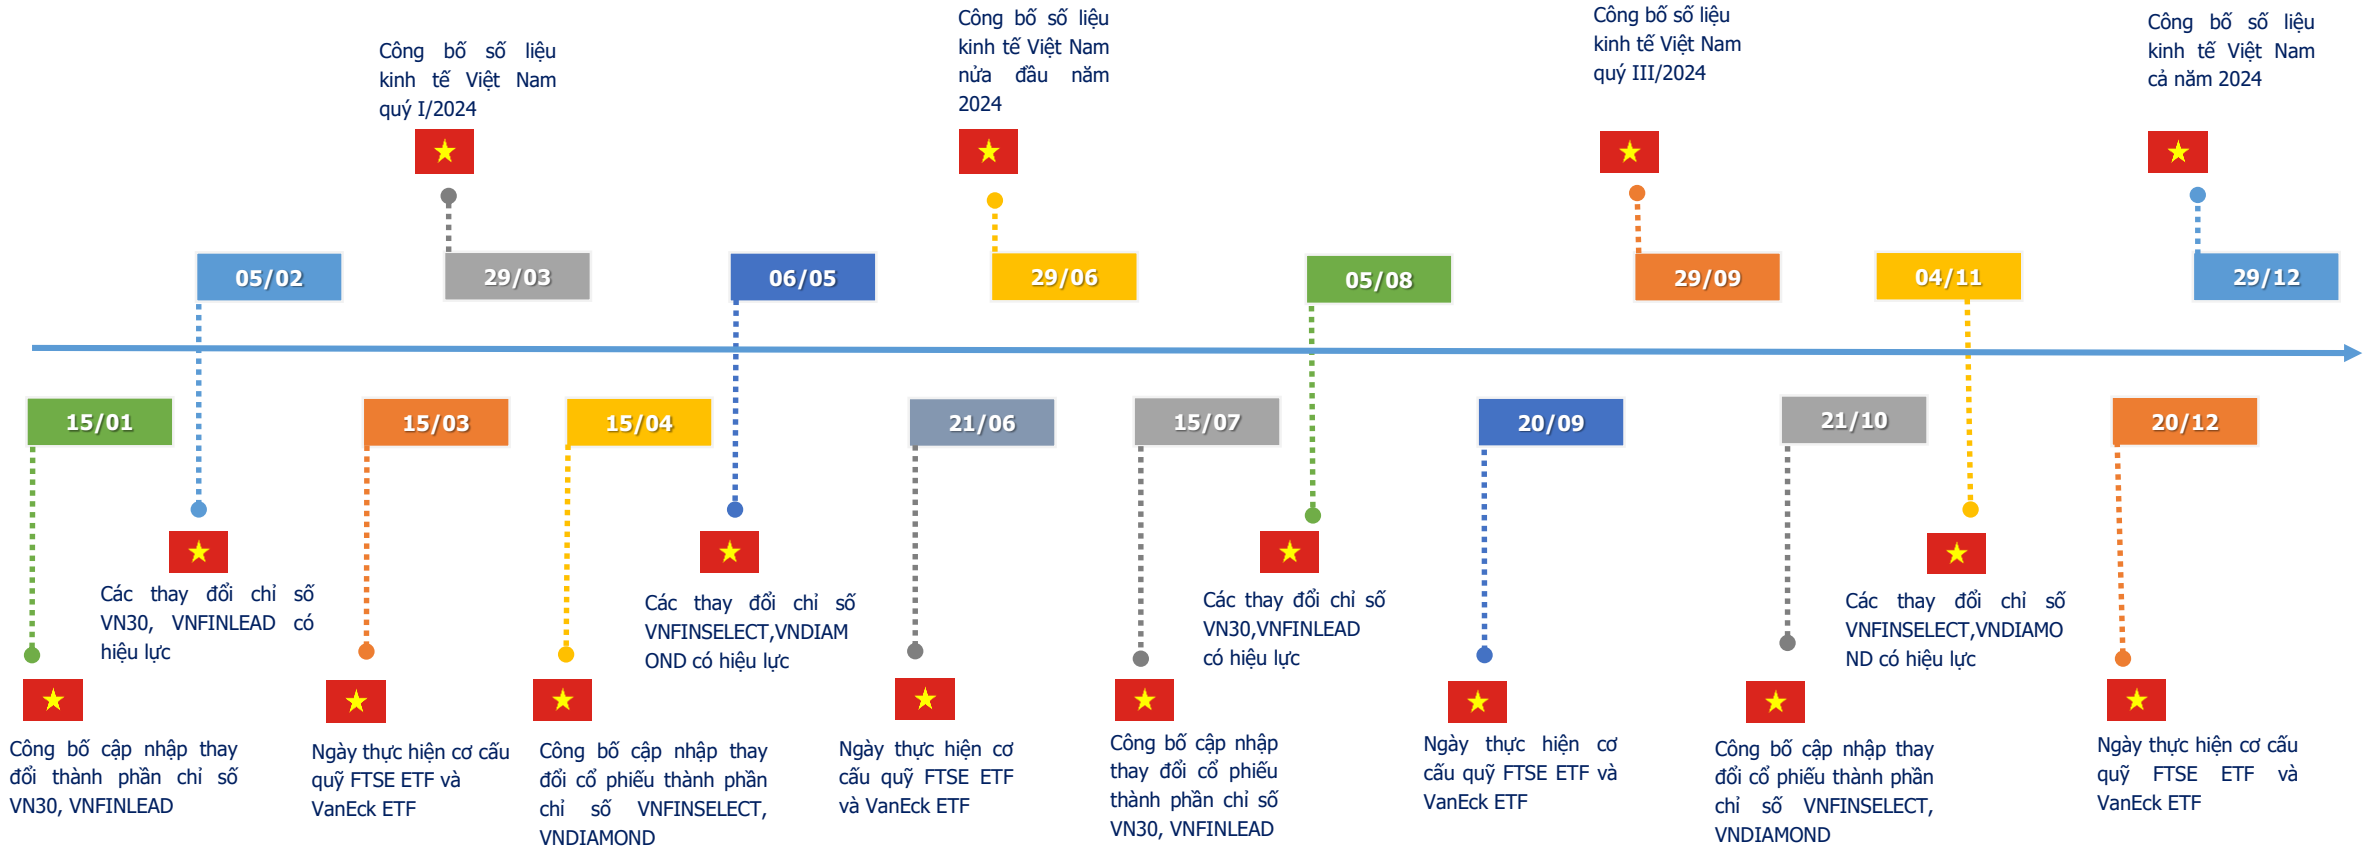 Công bố số liệu
kinh tế Việt Nam
quý I/2024
Công bố số liệu
kinh tế Việt Nam
nửa đầu năm
2024
Công bố số liệu
kinh tế Việt Nam
quý III/2024
Công bố số liệu
kinh tế Việt Nam
cả năm 2024
05/02
29/03
06/05
29/06
05/08
29/09
04/11
29/12
15/01
15/03
15/04
21/06
15/07
20/09
21/10
20/12
Các thay đổi chỉ số
VN30, VNFINLEAD có
hiệu lực
Các thay đổi chỉ số
VNFINSELECT,VNDIAM
OND có hiệu lực
Các thay đổi chỉ số
VN30,VNFINLEAD
có hiệu lực
Các thay đổi chỉ số
VNFINSELECT,VNDIAMO
ND có hiệu lực
Công bố cập nhập thay
đổi thành phần chỉ số
VN30, VNFINLEAD
Ngày thực hiện cơ cấu
quỹ FTSE ETF và
VanEck ETF
Công bố cập nhập thay
đổi cổ phiếu thành phần
chỉ số VNFINSELECT,
VNDIAMOND
Ngày thực hiện cơ
cấu quỹ FTSE ETF
và VanEck ETF
Công bố cập nhập
thay đổi cổ phiếu
thành phần chỉ số
VN30, VNFINLEAD
Ngày thực hiện cơ
cấu quỹ FTSE ETF và
VanEck ETF
Công bố cập nhập thay
đổi cổ phiếu thành phần
chỉ số VNFINSELECT,
VNDIAMOND
Ngày thực hiện cơ cấu
quỹ FTSE ETF và
VanEck ETF